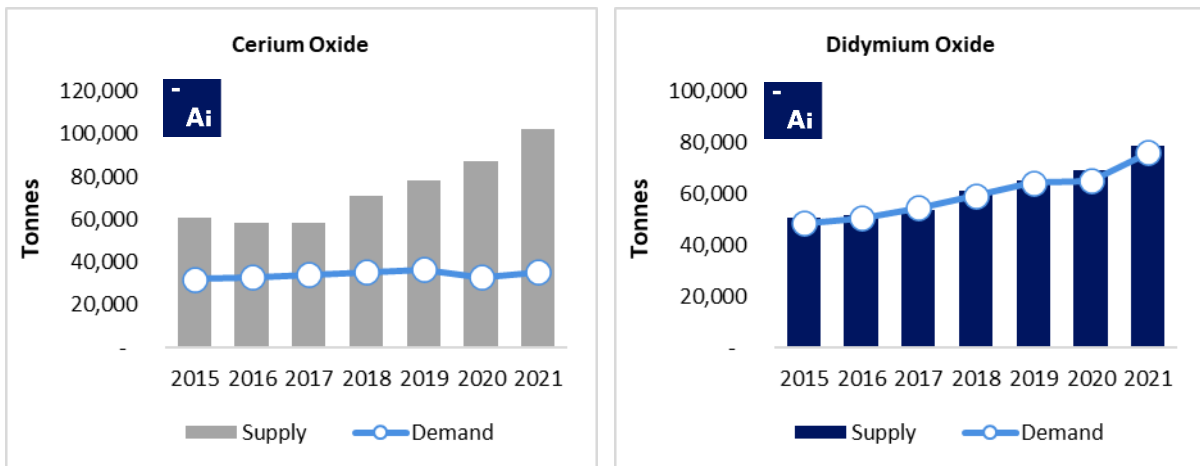 Cerium Oxide
- Ai
Tonnes
120,000
100,000
80,000
60,000
40,000
20,000
-
2015 2016 2017 2018 2019 2020 2021
Supply Demand
Didymium Oxide
- Ai
Tonnes
100,000
80,000
60,000
40,000
20,000
-
2015 2016 2017 2018 2019 2020 2021
Supply Demand